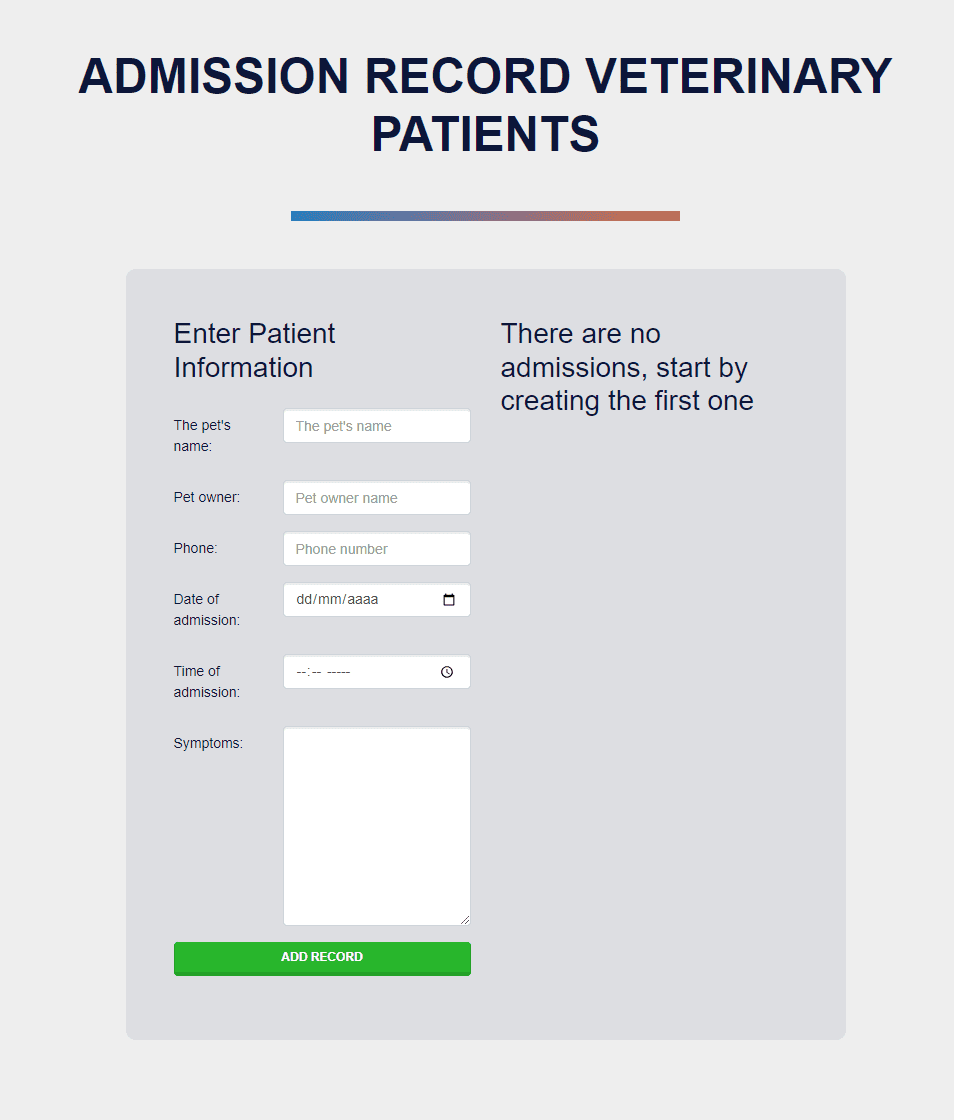 ADMISSION RECORD VETERINARY
PATIENTS
Enter Patient
Information
The pet's
name:
The pet's name
Pet owner:
Pet owner name
Phone:
Phone number
Date of
admission:
dd/mm/aaaa
Time of
admission:
--:-- -----
Symptoms:
ADD RECORD
There are no
admissions, start by
creating the first one